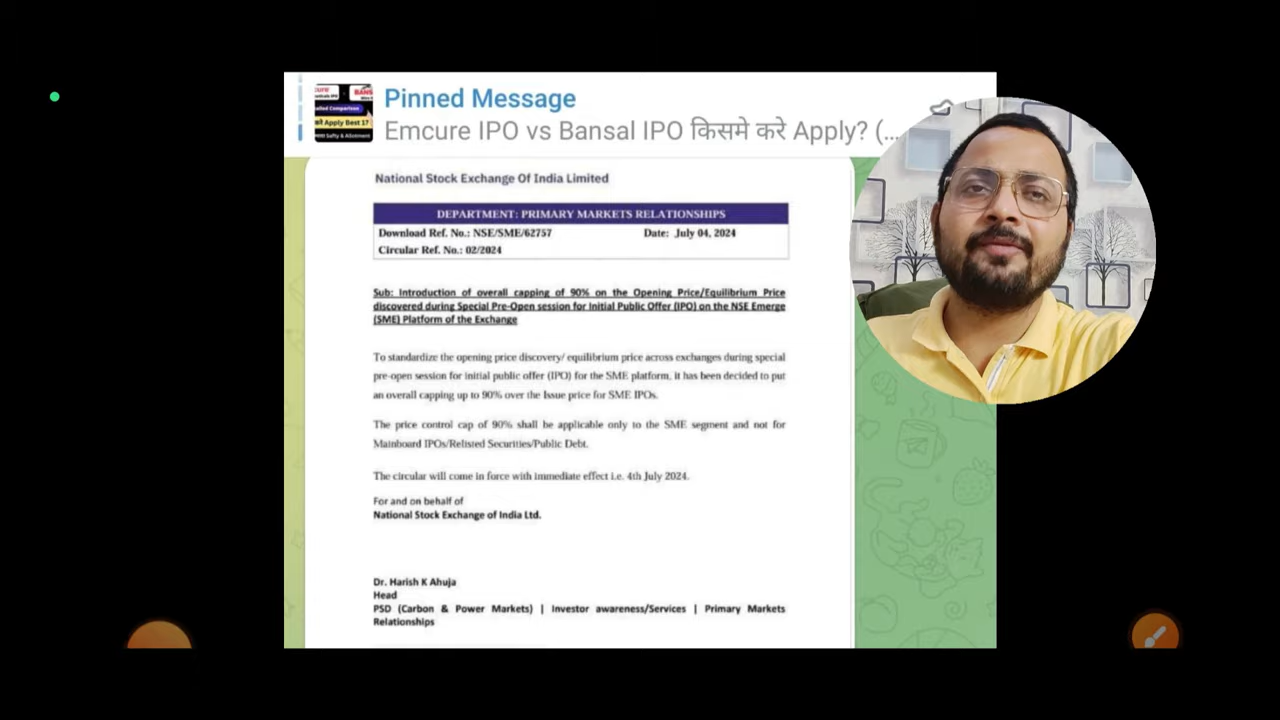 Pinned Message
Emcure IPO vs Bansal IPO किसमे करे Apply? (...
Apply Best 1?
National Stock Exchange Of India Limited
DEPARTMENT: PRIMARY MARKETS RELATIONSHIPS
Download Ref. No.: NSE/SME/62757 Date: July 04, 2024
Circular Ref. No.: 02/2024
Sub: Introduction of overall capping of 90% on the Opening Price/Equilibrium Price
discovered during Special Pre-Open session for Initial Public Offer (IPO) on the NSE Emerge
(SME) Platform of the Exchange
To standardize the opening price discovery/ equilibrium price across exchanges during special
pre-open session for initial public offer (IPO) for the SME platform, it has been decided to put
an overall capping up to 90% over the Issue price for SME IPOs.
The price control cap of 90% shall be applicable only to the SME segment and not for
Mainboard IPOs/Relisted Securities/Public Debt.
The circular will come in force with immediate effect i.e. 4th July 2024.
For and on behalf of
National Stock Exchange of India Ltd.
Dr. Harish K Ahuja
Head
PSD (Carbon & Power Markets) | Investor awareness/Services | Primary Markets
Relationships